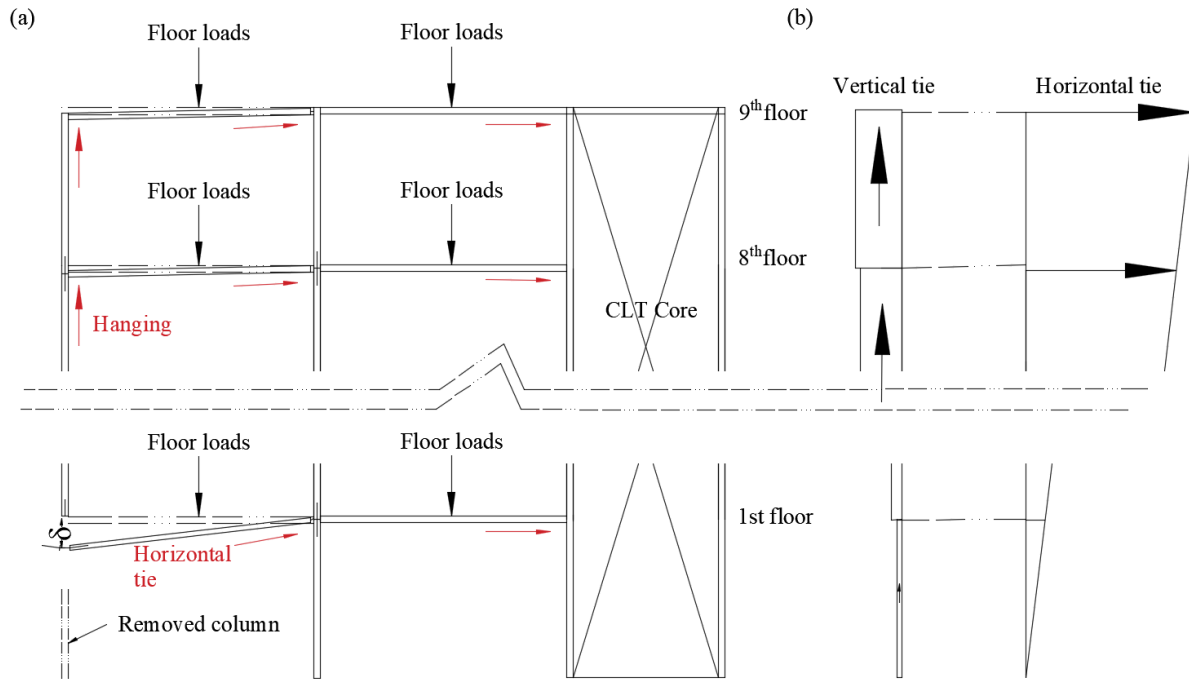 (a)
(b)
Floor loads
Floor loads
Vertical tie
Horizontal tie
9th floor
Floor loads
Floor loads
8th floor
Hanging
CLT Core
Floor loads
Floor loads
δ
1st floor
Horizontal
tie
Removed column